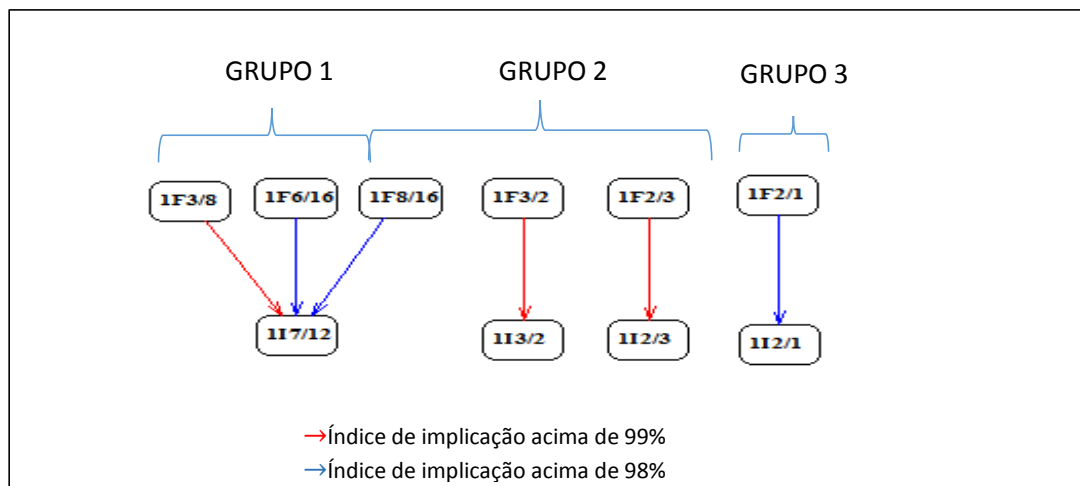 GRUPO 1 GRUPO 2 GRUPO 3
1F3/8 1F6/16 1F8/16 1F3/2 1F2/3 1F2/1
1I7/12 1I3/2 1I2/3 1I2/1
→Índice de implicação acima de 99%
→Índice de implicação acima de 98%